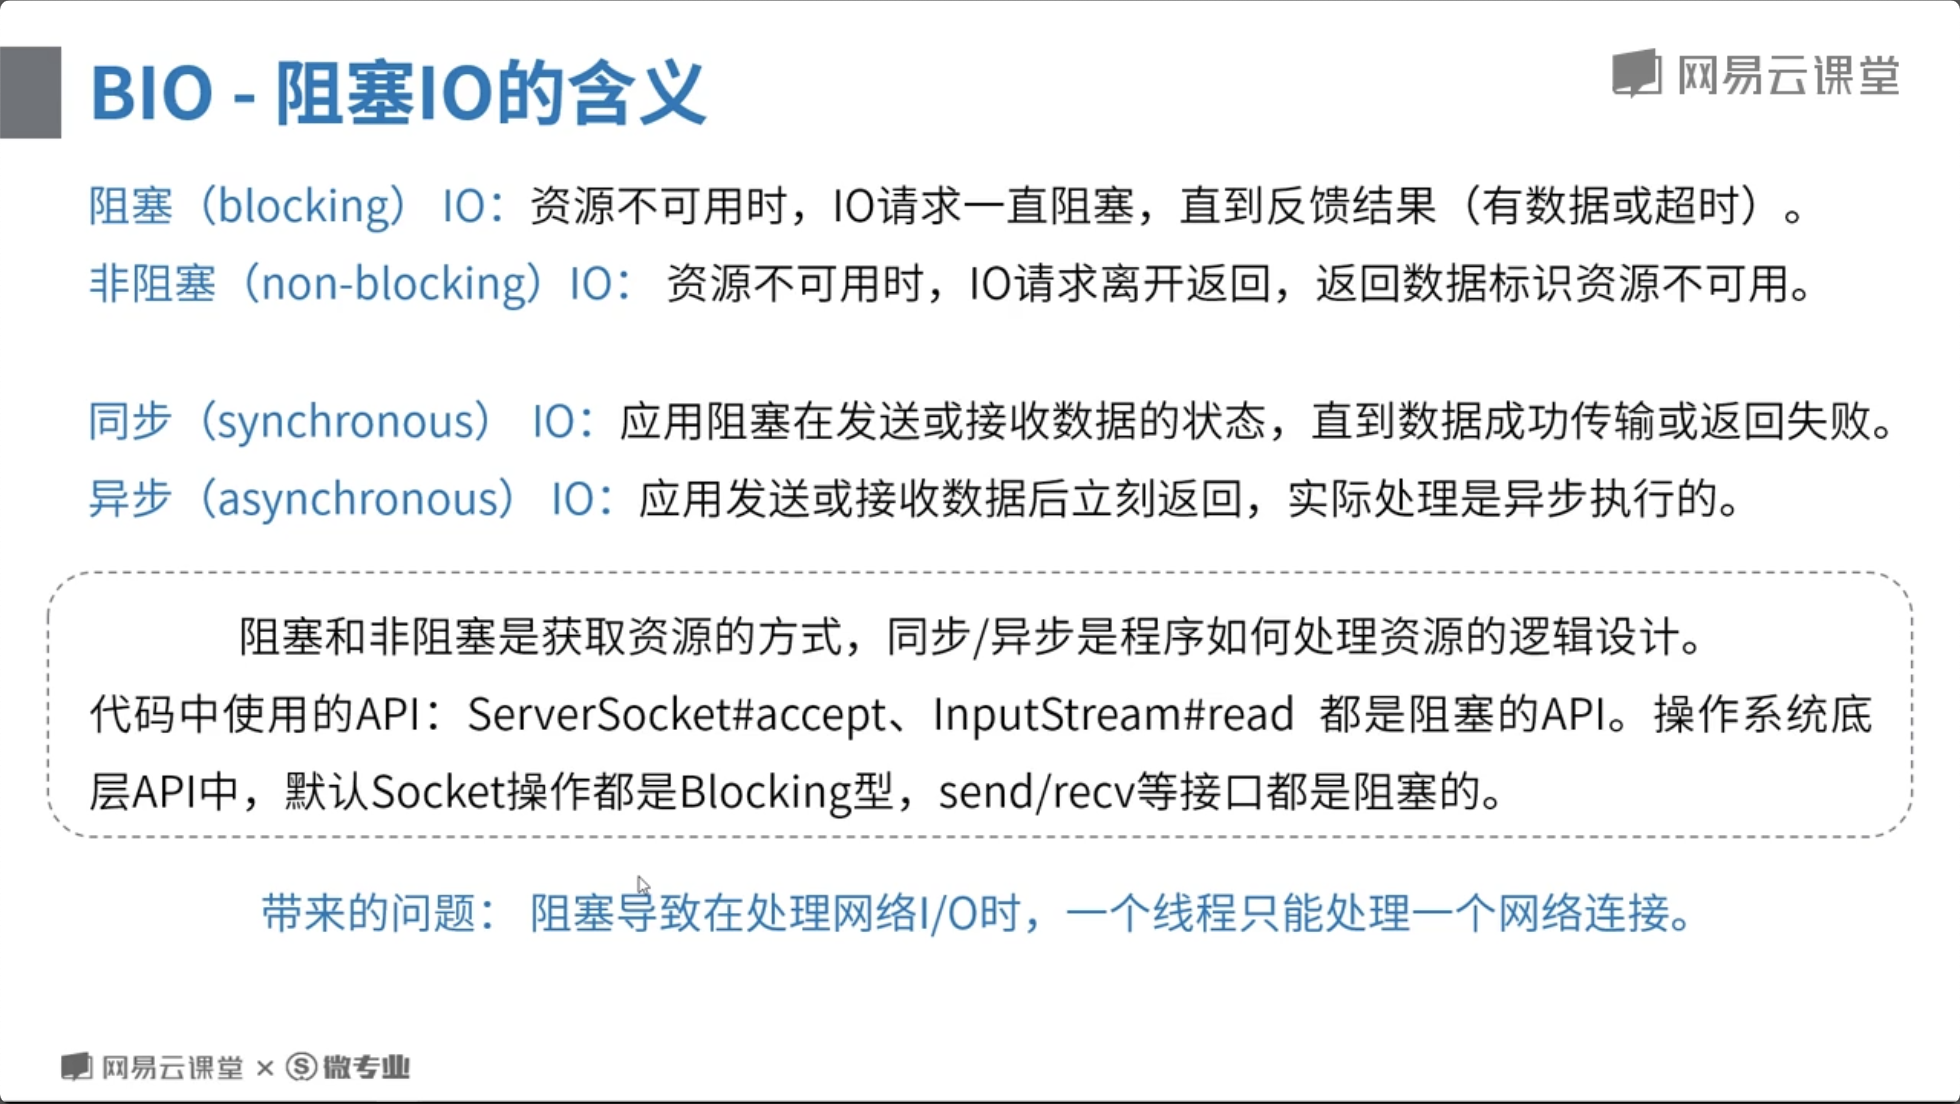 BIO - 阻塞IO的含义
网易云课堂
阻塞（blocking） IO：资源不可用时，IO请求一直阻塞，直到反馈结果（有数据或超时）。
非阻塞（non-blocking）IO： 资源不可用时，IO请求离开返回，返回数据标识资源不可用。
同步（synchronous） IO：应用阻塞在发送或接收数据的状态，直到数据成功传输或返回失败。
异步（asynchronous） IO：应用发送或接收数据后立刻返回，实际处理是异步执行的。
阻塞和非阻塞是获取资源的方式，同步/异步是程序如何处理资源的逻辑设计。
代码中使用的API：ServerSocket#accept、InputStream#read 都是阻塞的API。操作系统底
层API中，默认Socket操作都是Blocking型，send/recv等接口都是阻塞的。
带来的问题： 阻塞导致在处理网络I/O时，一个线程只能处理一个网络连接。
网易云课堂 × Ⓢ微专业